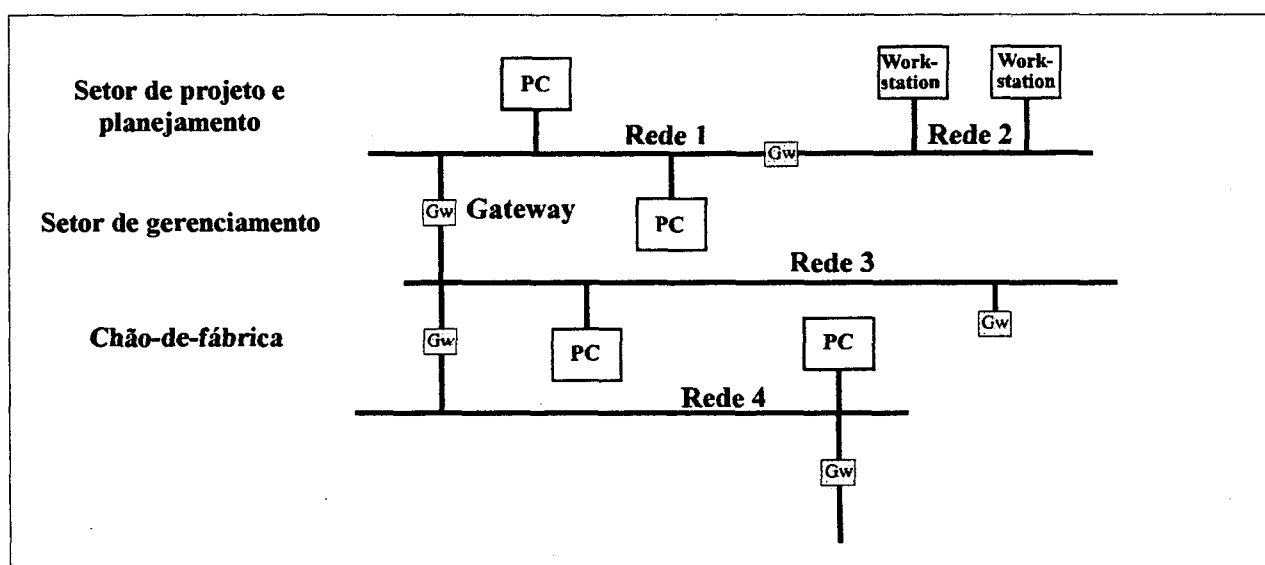 Setor de projeto e
planejamento
PC
Work-
station
Work-
station
Rede 1
Gw
Rede 2
Setor de gerenciamento
Gw
Gateway
PC
Rede 3
Chão-de-fábrica
Gw
PC
PC
Gw
Rede 4
Gw